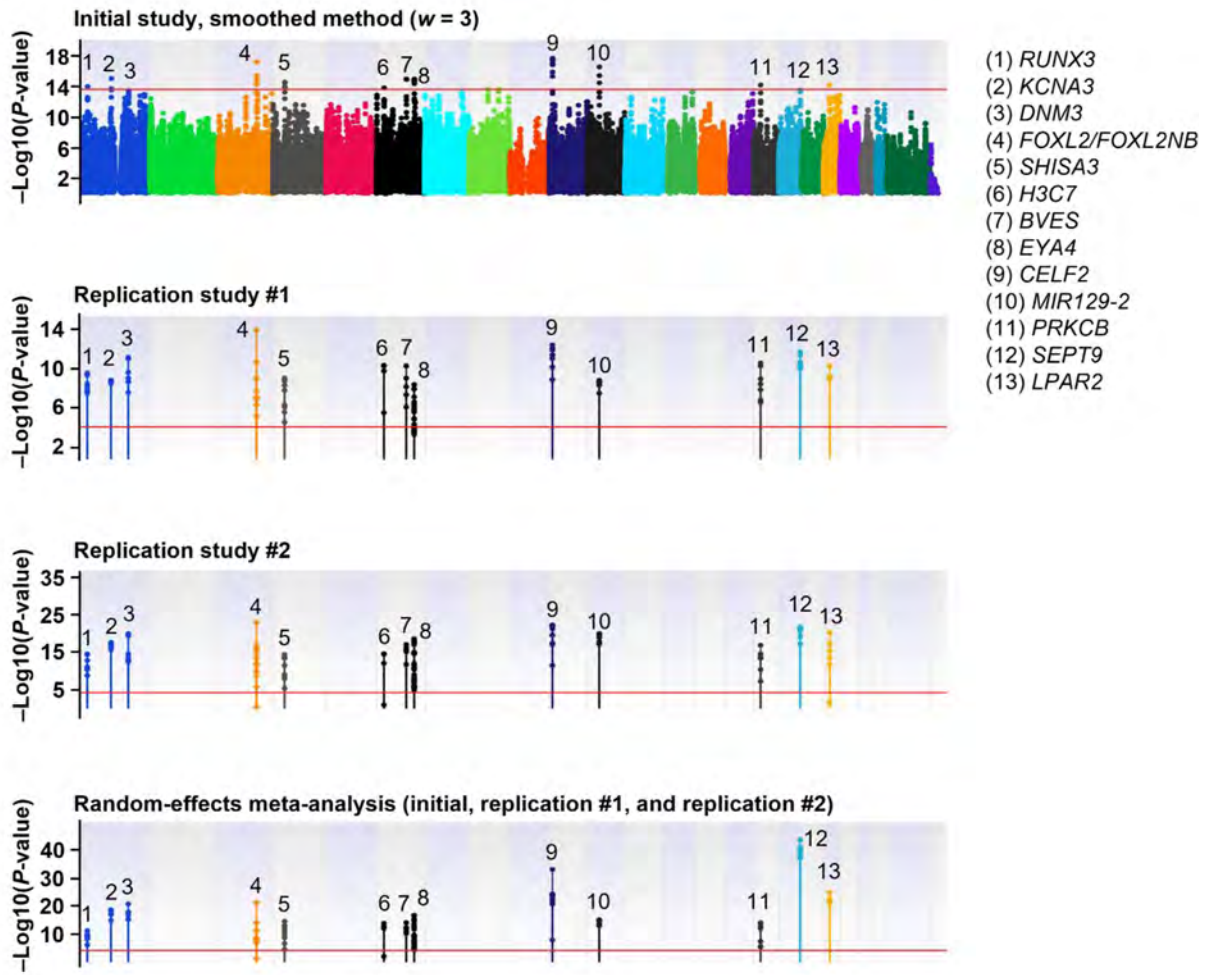 Initial study, smoothed method (w = 3)
–Log10(P-value)
18
14
10
6
2
1 2 3 4 5 6 7 8 9 10 11 12 13
(1) RUNX3
(2) KCNA3
(3) DNM3
(4) FOXL2/FOXL2NB
(5) SHISA3
(6) H3C7
(7) BVES
(8) EYA4
(9) CELF2
(10) MIR129-2
(11) PRKCB
(12) SEPT9
(13) LPAR2
Replication study #1
–Log10(P-value)
14
10
6
2
1 2 3 4 5 6 7 8 9 10 11 12 13
Replication study #2
–Log10(P-value)
35
25
15
5
1 2 3 4 5 6 7 8 9 10 11 12 13
Random-effects meta-analysis (initial, replication #1, and replication #2)
–Log10(P-value)
40
30
20
10
1 2 3 4 5 6 7 8 9 10 11 12 13